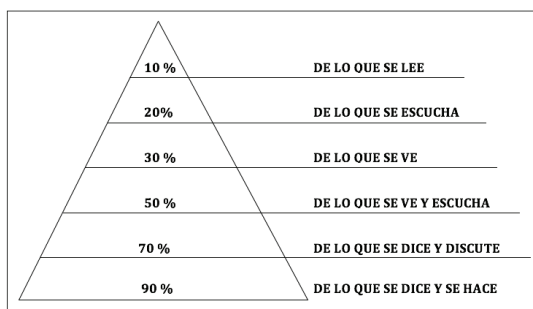 10 % DE LO QUE SE LEE
20% DE LO QUE SE ESCUCHA
30 % DE LO QUE SE VE
50 % DE LO QUE SE VE Y ESCUCHA
70 % DE LO QUE SE DICE Y DISCUTE
90 % DE LO QUE SE DICE Y SE HACE